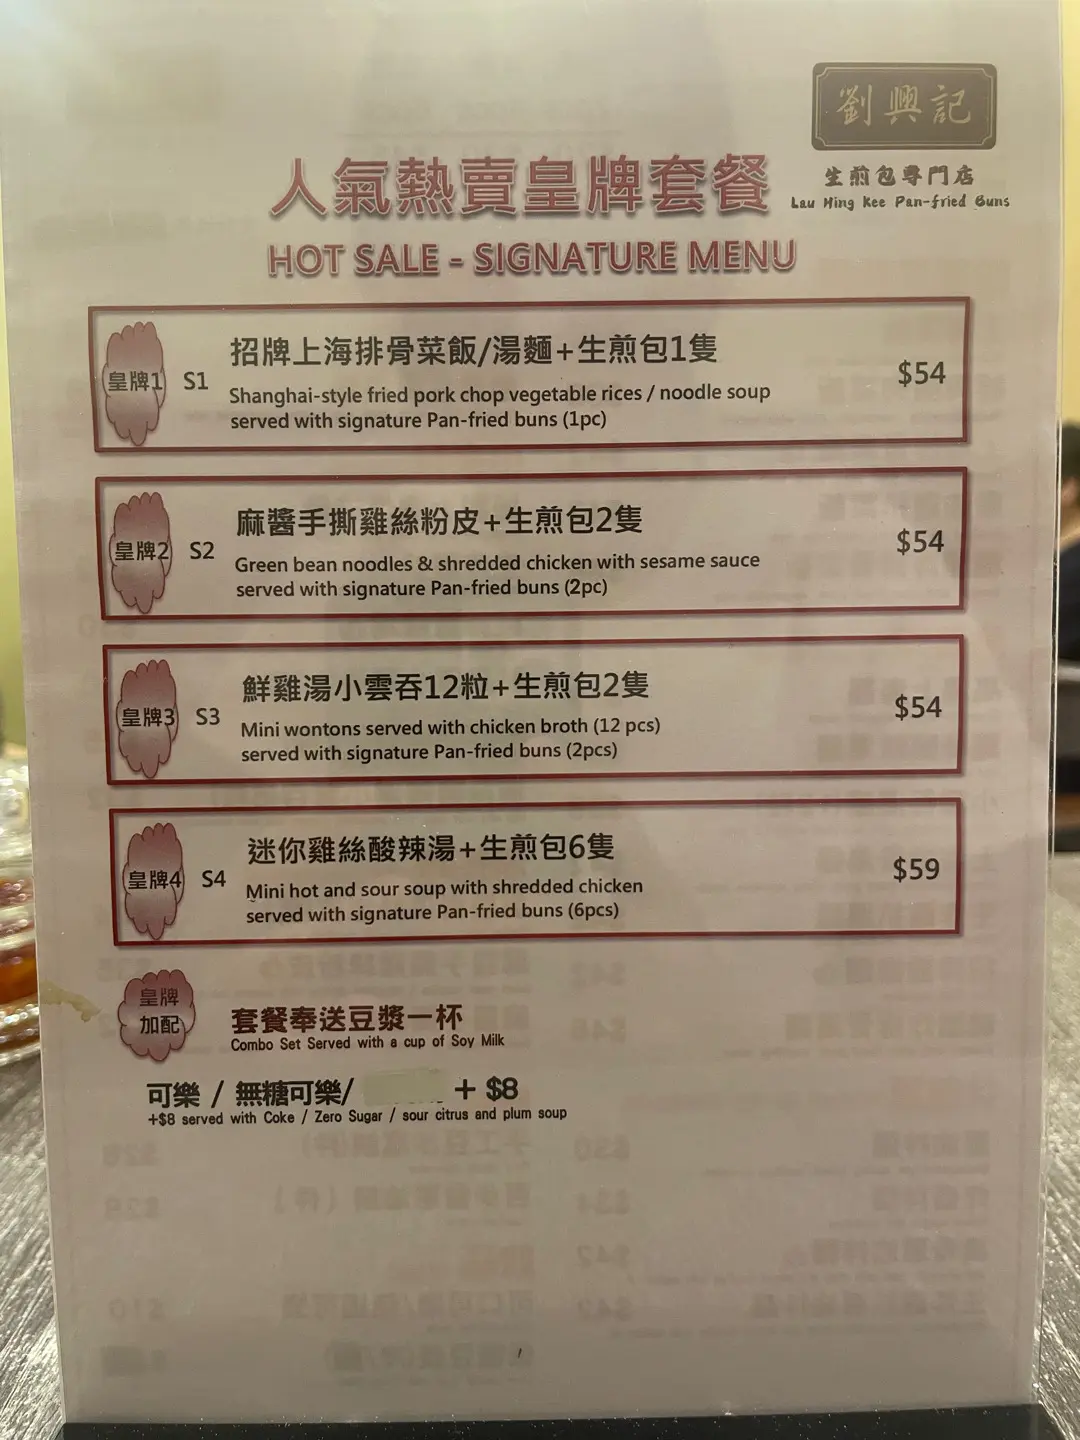 劉興記
生煎包專門店
Lau Hing Kee Pan-fried Buns
人氣熱賣皇牌套餐
HOT SALE - SIGNATURE MENU
皇牌1 S1 招牌上海排骨菜飯/湯麵+生煎包1隻 $54
Shanghai-style fried pork chop vegetable rices / noodle soup
served with signature Pan-fried buns (1pc)
皇牌2 S2 麻醬手撕雞絲粉皮+生煎包2隻 $54
Green bean noodles & shredded chicken with sesame sauce
served with signature Pan-fried buns (2pc)
皇牌3 S3 鮮雞湯小雲吞12粒+生煎包2隻 $54
Mini wontons served with chicken broth (12 pcs)
served with signature Pan-fried buns (2pcs)
皇牌4 S4 迷你雞絲酸辣湯+生煎包6隻 $59
Mini hot and sour soup with shredded chicken
served with signature Pan-fried buns (6pcs)
皇牌
加配
套餐奉送豆漿一杯
Combo Set Served with a cup of Soy Milk
可樂 / 無糖可樂/ + $8
+$8 served with Coke / Zero Sugar / sour citrus and plum soup